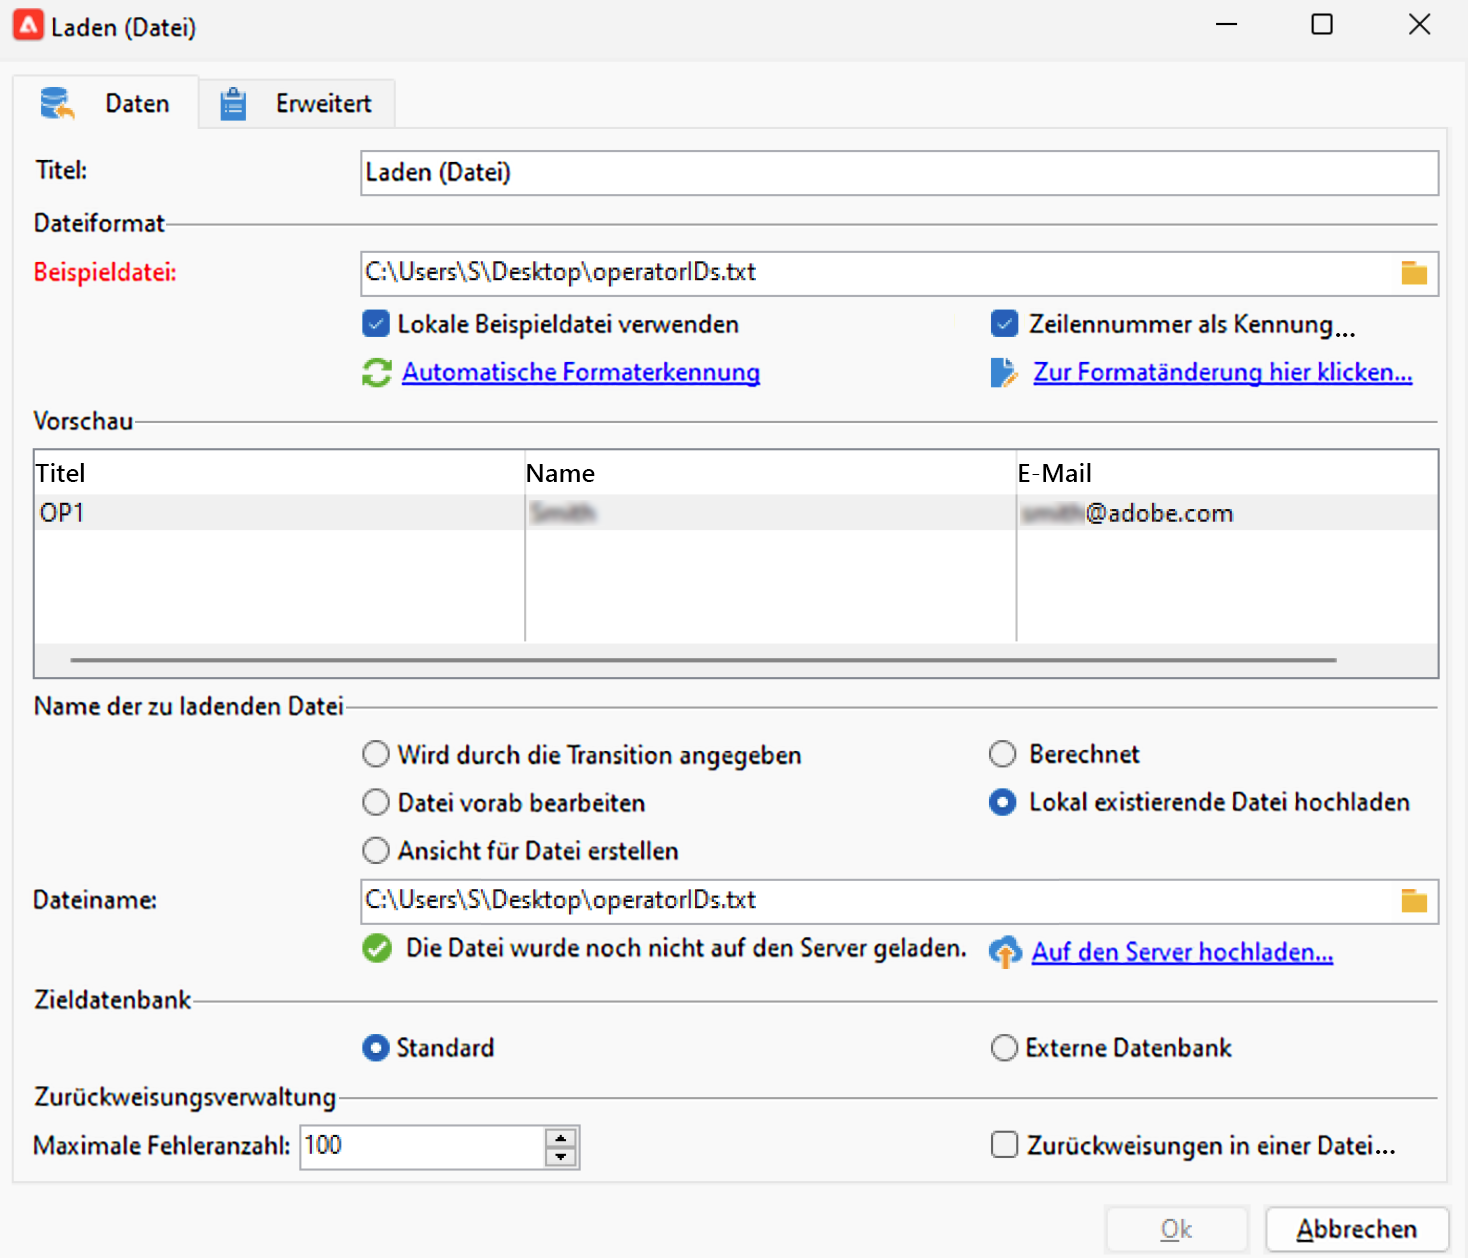 Laden (Datei)
Daten Erweitert
Titel: Laden (Datei)
Dateiformat
Beispieldatei: C:\Users\S\Desktop\operatorIDs.txt
Lokale Beispieldatei verwenden Zeilennummer als Kennung...
Automatische Formaterkennung Zur Formatänderung hier klicken...
Vorschau
Titel Name E-Mail
OP1 @adobe.com
Name der zu ladenden Datei
Wird durch die Transition angegeben Berechnet
Datei vorab bearbeiten Lokal existierende Datei hochladen
Ansicht für Datei erstellen
Dateiname: C:\Users\S\Desktop\operatorIDs.txt
Die Datei wurde noch nicht auf den Server geladen. Auf den Server hochladen...
Zieldatenbank
Standard Externe Datenbank
Zurückweisungsverwaltung
Maximale Fehleranzahl: 100 Zurückweisungen in einer Datei...
Ok Abbrechen